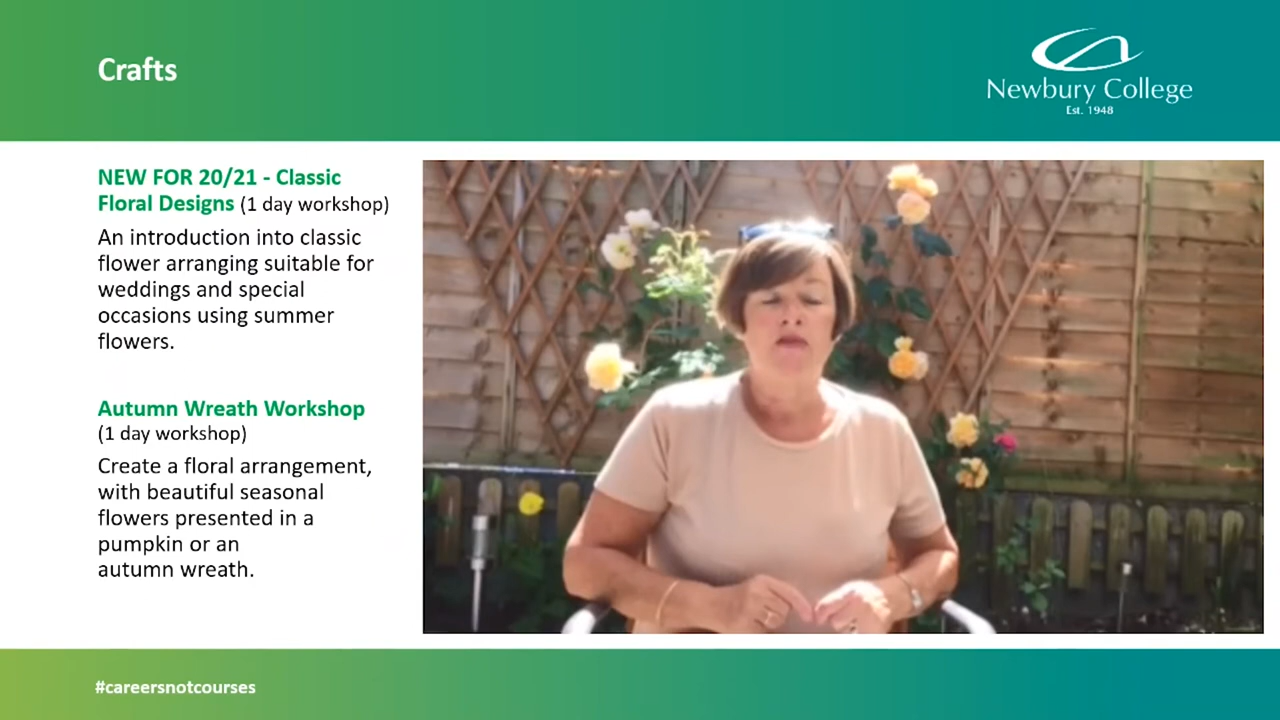 Crafts
Newbury College
Est. 1948
NEW FOR 20/21 - Classic
Floral Designs (1 day workshop)
An introduction into classic
flower arranging suitable for
weddings and special
occasions using summer
flowers.
Autumn Wreath Workshop
(1 day workshop)
Create a floral arrangement,
with beautiful seasonal
flowers presented in a
pumpkin or an
autumn wreath.
#careersnotcourses